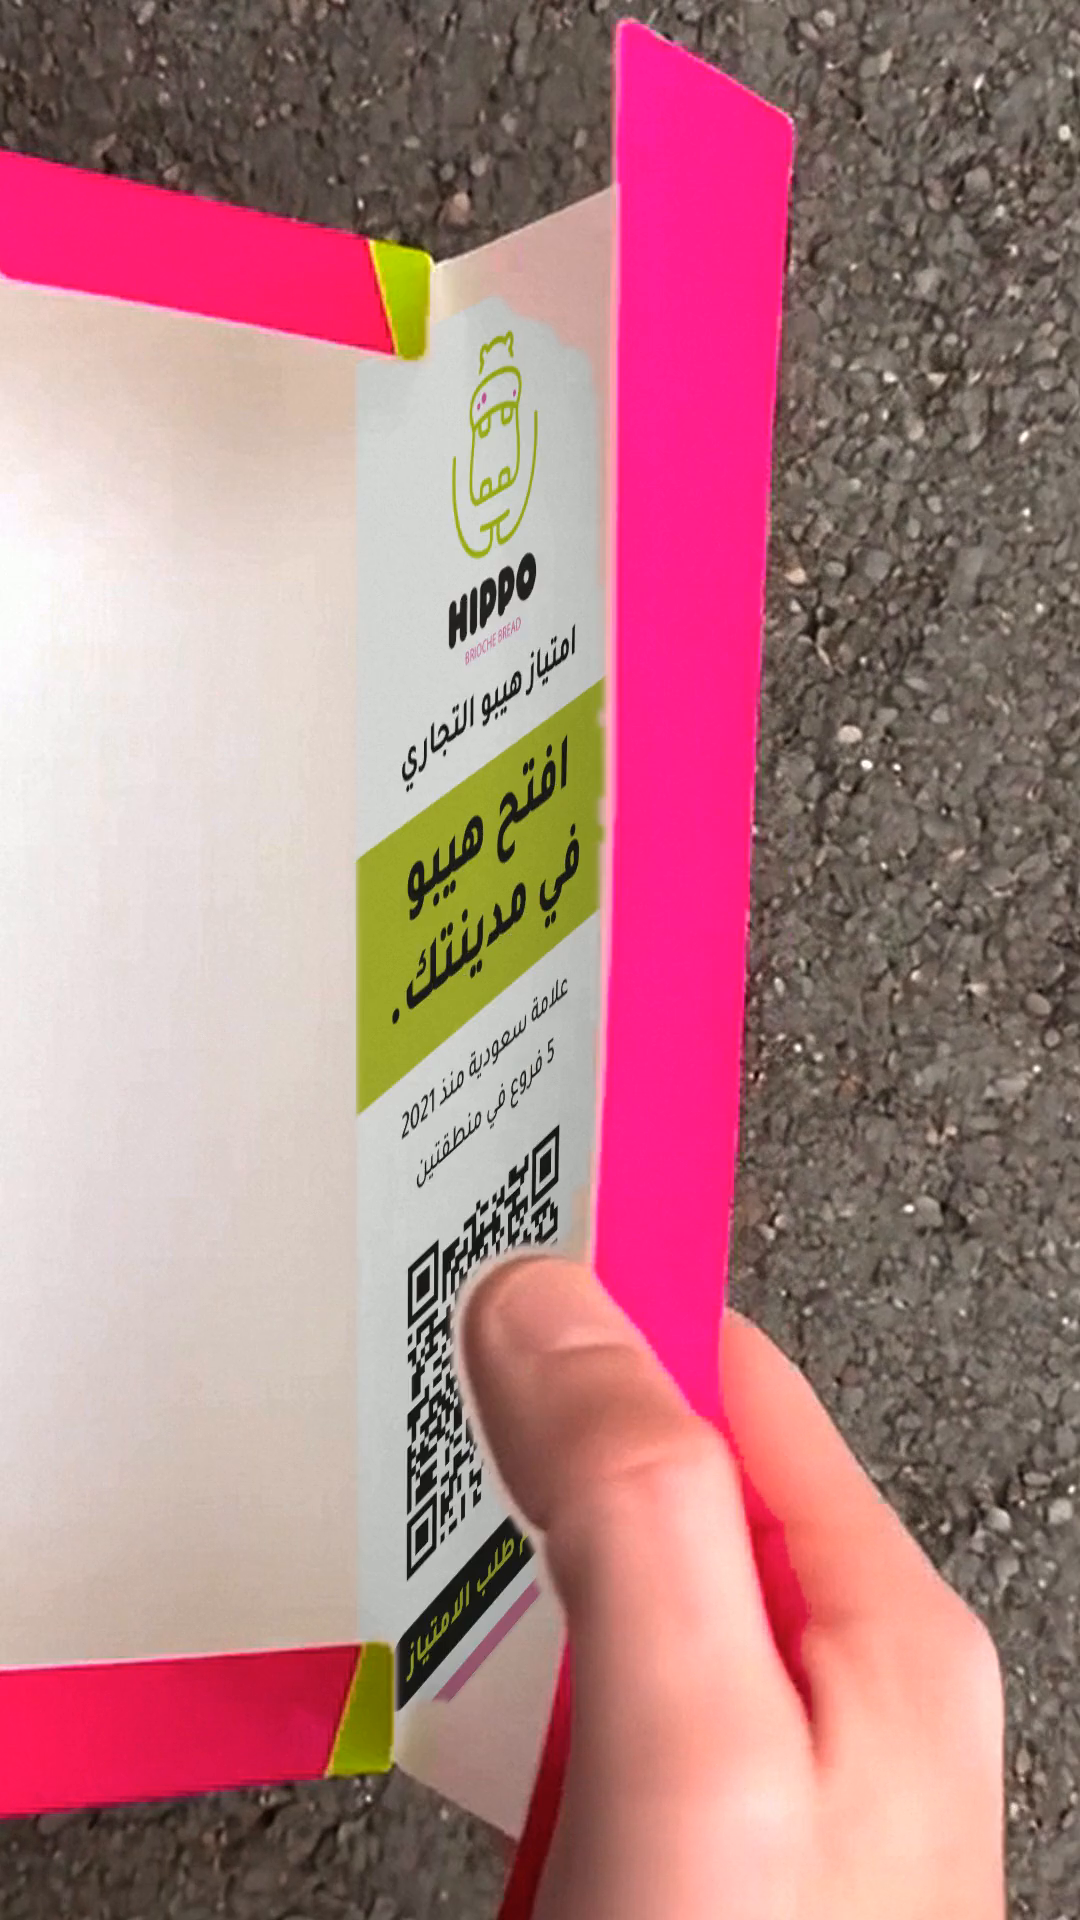 HIPPO
BRIOCHE BREAD
امتياز هيبو التجاري
افتح هيبو
في مدينتك.
علامة سعودية منذ 2021
5 فروع في منطقتين
طلب الامتياز